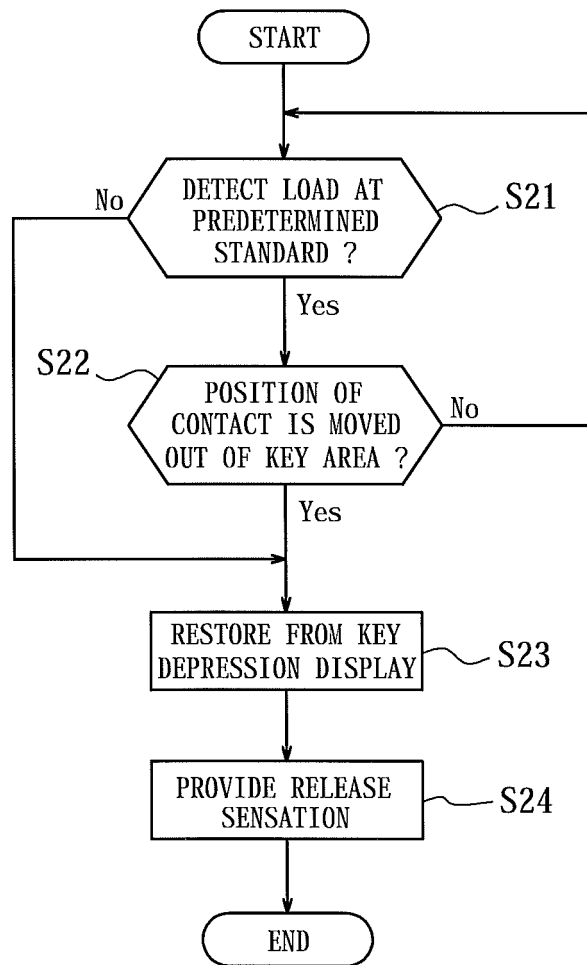 START
DETECT LOAD AT
PREDETERMINED
STANDARD ?
S21
No
Yes
S22
POSITION OF
CONTACT IS MOVED
OUT OF KEY AREA ?
No
Yes
RESTORE FROM KEY
DEPRESSION DISPLAY
S23
PROVIDE RELEASE
SENSATION
S24
END